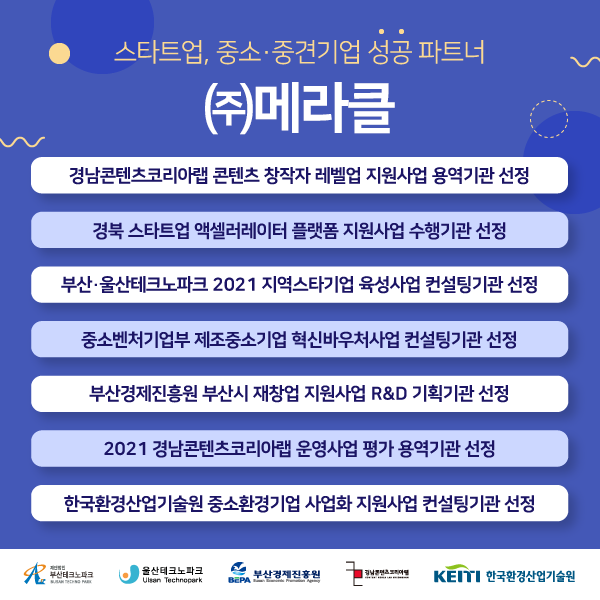 스타트업, 중소·중견기업 성공 파트너
㈜메라클
경남콘텐츠코리아랩 콘텐츠 창작자 레벨업 지원사업 용역기관 선정
경북 스타트업 액셀러레이터 플랫폼 지원사업 수행기관 선정
부산·울산테크노파크 2021 지역스타기업 육성사업 컨설팅기관 선정
중소벤처기업부 제조중소기업 혁신바우처사업 컨설팅기관 선정
부산경제진흥원 부산시 재창업 지원사업 R&D 기획기관 선정
2021 경남콘텐츠코리아랩 운영사업 평가 용역기관 선정
한국환경산업기술원 중소환경기업 사업화 지원사업 컨설팅기관 선정
재단법인
부산테크노파크
BUSAN TECHNO PARK
울산테크노파크
Ulsan Technopark
BEPA
부산경제진흥원
Busan Economic Promotion Agency
경남콘텐츠코리아랩
KEITI 한국환경산업기술원